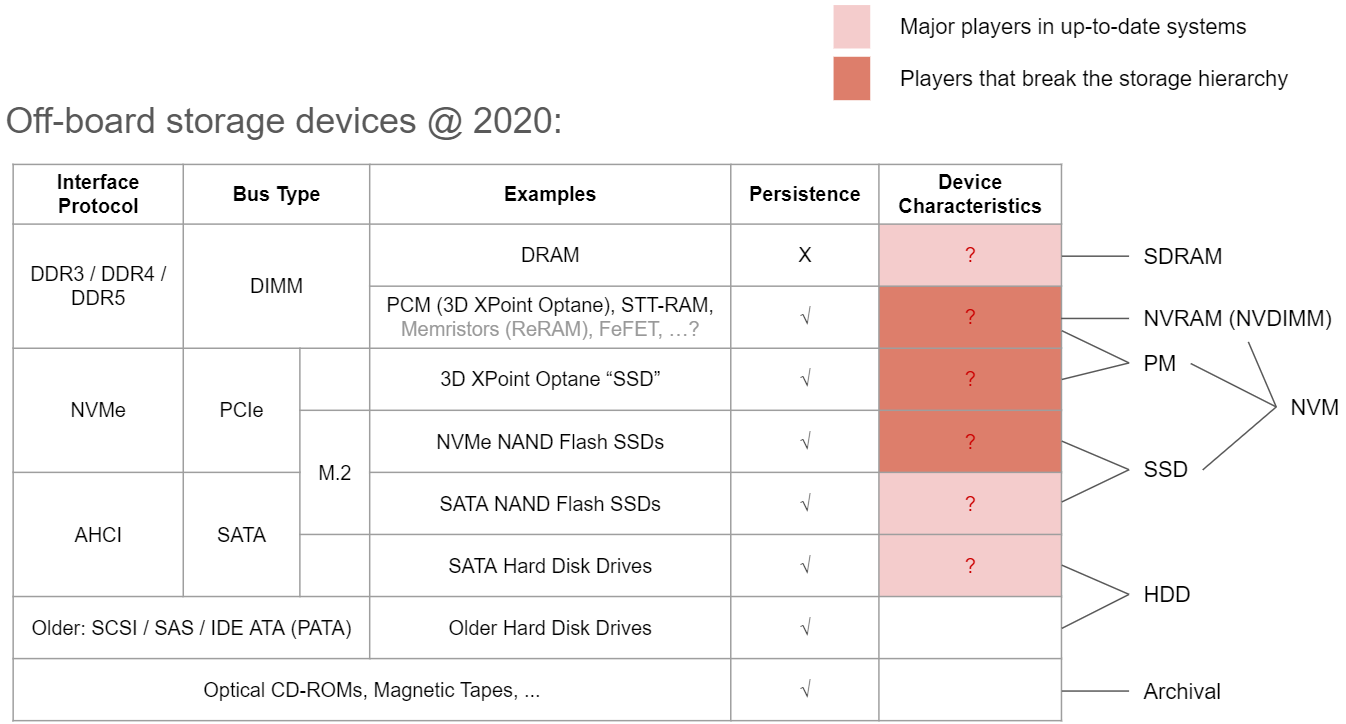 Major players in up-to-date systems
Players that break the storage hierarchy
Off-board storage devices @ 2020:
Interface
Protocol
Bus Type
Examples
Persistence
Device
Characteristics
DDR3 / DDR4 /
DDR5
DIMM
DRAM
X
?
SDRAM
PCM (3D XPoint Optane), STT-RAM,
Memristors (ReRAM), FeFET, …?
√
?
NVRAM (NVDIMM)
PM
NVM
NVMe
PCIe
3D XPoint Optane “SSD”
√
?
M.2
NVMe NAND Flash SSDs
√
?
SSD
AHCI
SATA
SATA NAND Flash SSDs
√
?
SATA Hard Disk Drives
√
?
HDD
Older: SCSI / SAS / IDE ATA (PATA)
Older Hard Disk Drives
√
Optical CD-ROMs, Magnetic Tapes, ...
√
Archival